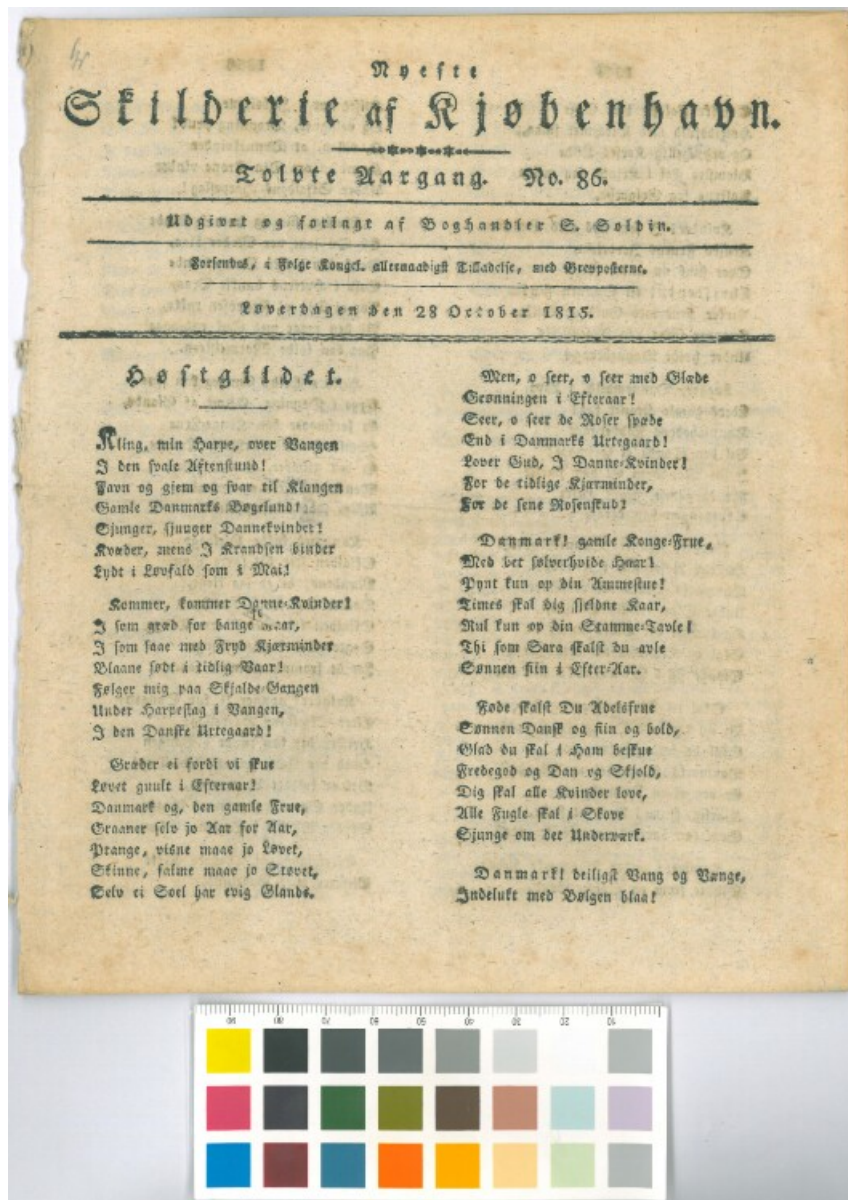 Nyeste
Skilderie af Kjøbenhavn.
Tolvte Aargang. No. 86.
Udgivet og forlagt af Boghandler S. Soldin.
Forsendes, i Følge Kongel. allernaadigst Tilladelse, med Brevposterne.
Løverdagen den 28 October 1815.
Høstgildet.
Kling, min Harpe, over Vangen
I den svale Aftenstund!
Favn og gjem og svar til Klangen
Gamle Danmarks Bøgelund!
Sjunger, sjunger Dannekvinder!
Kvæder, mens I Krandsen binder
Lydt i Løvfald som i Mai!
Kommer, kommer Danne-Kvinder!
I som græd for bange
I som saae med Fryd Kjærminder
Blaane sødt i tidlig Vaar!
Følger mig paa Skjalde-Gangen
Under Harpeslag i Vangen,
I den Danske Urtegaard!
Græder ei fordi vi skue
Løvet guult i Efteraar!
Danmark og, den gamle Frue,
Graaner selv jo Aar for Aar,
Prange, visne maae jo Løvet,
Skinne, falme maae jo Støvet,
Selv ei Soel har evig Glands.
Men, o seer, o seer med Glæde
Grønningen i Efteraar!
Seer, o seer de Roser spæde
End i Danmarks Urtegaard!
Lover Gud, I Danne-Kvinder!
For de tidlige Kjærminder,
For de sene Rosenskud!
Danmark! gamle Konge-Frue,
Med det sølverhvide Haar!
Pynt kun op din Ammestue!
Times skal dig sjeldne Kaar,
Rul kun op din Stamme-Tavle!
Thi som Sara skalst du avle
Sønnen fiin i Efter-Aar.
Føde skalst Du Adelsfrue
Sønnen Dansk og fiin og bold,
Glad du skal i Ham beskue
Fredegod og Dan og Skjold,
Dig skal alle Kvinder love,
Alle Fugle skal i Skove
Sjunge om det Underværk.
Danmark! deiligst Vang og Vænge,
Indelukt med Bølgen blaa!